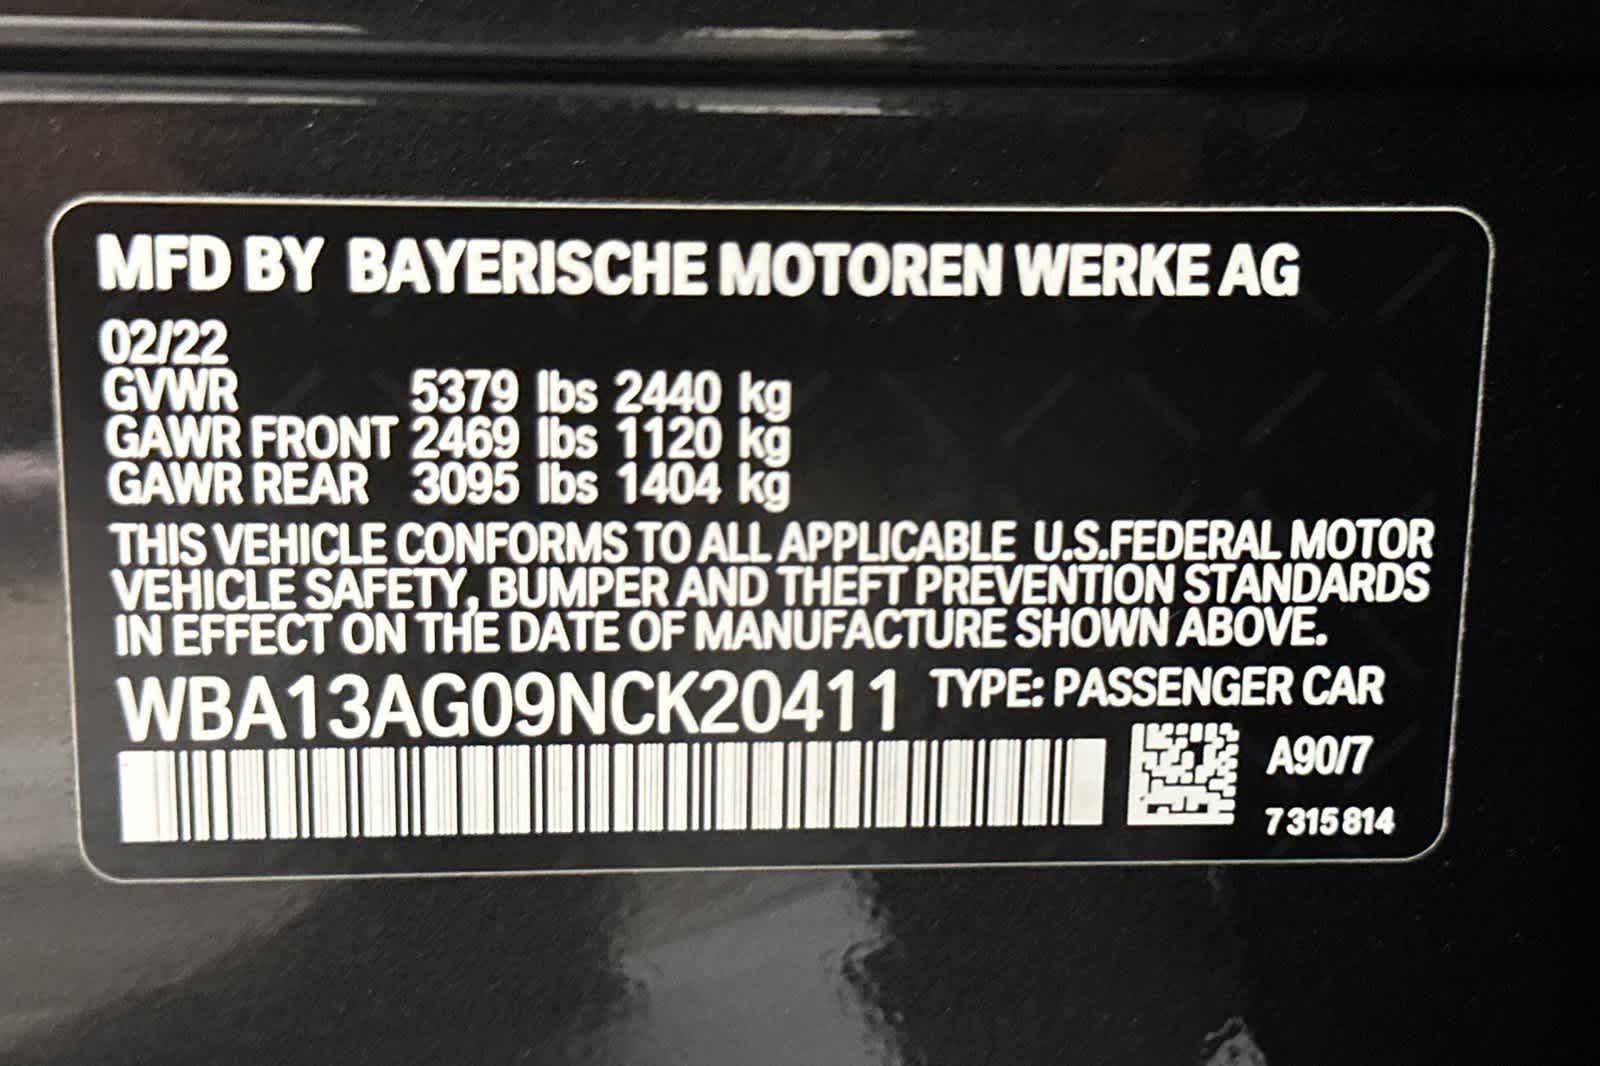 MFD BY BAYERISCHE MOTOREN WERKE AG
02/22
GVWR 5379 lbs 2440 kg
GAWR FRONT 2469 lbs 1120 kg
GAWR REAR 3095 lbs 1404 kg
THIS VEHICLE CONFORMS TO ALL APPLICABLE U.S.FEDERAL MOTOR
VEHICLE SAFETY, BUMPER AND THEFT PREVENTION STANDARDS
IN EFFECT ON THE DATE OF MANUFACTURE SHOWN ABOVE.
WBA13AG09NCK20411 TYPE: PASSENGER CAR
A90/7
7 315 814